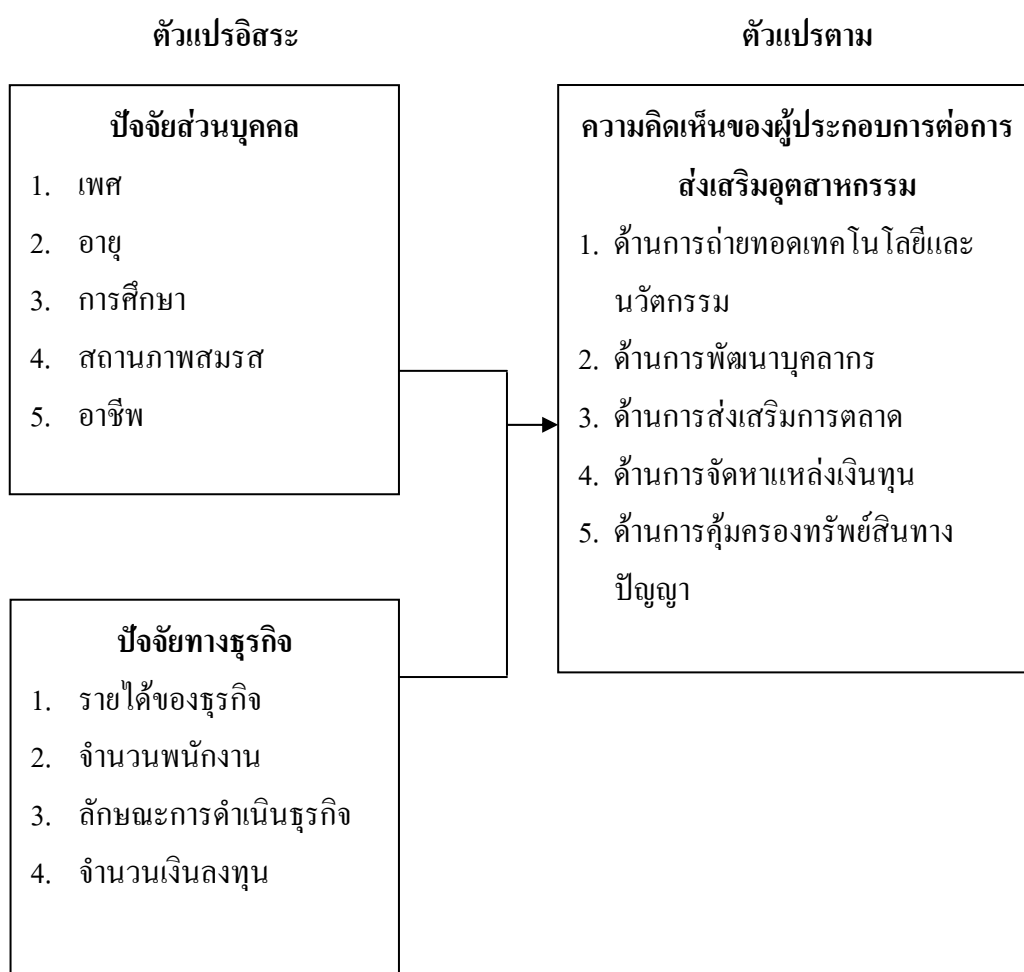 ตัวแปรอิสระ
ตัวแปรตาม
ปัจจัยส่วนบุคคล
1. เพศ
2. อายุ
3. การศึกษา
4. สถานภาพสมรส
5. อาชีพ
ความคิดเห็นของผู้ประกอบการต่อการ
ส่งเสริมอุตสาหกรรม
1. ด้านการถ่ายทอดเทคโนโลยีและ
นวัตกรรม
2. ด้านการพัฒนาบุคลากร
3. ด้านการส่งเสริมการตลาด
4. ด้านการจัดหาแหล่งเงินทุน
5. ด้านการคุ้มครองทรัพย์สินทาง
ปัญญา
ปัจจัยทางธุรกิจ
1. รายได้ของธุรกิจ
2. จำนวนพนักงาน
3. ลักษณะการดำเนินธุรกิจ
4. จำนวนเงินลงทุน